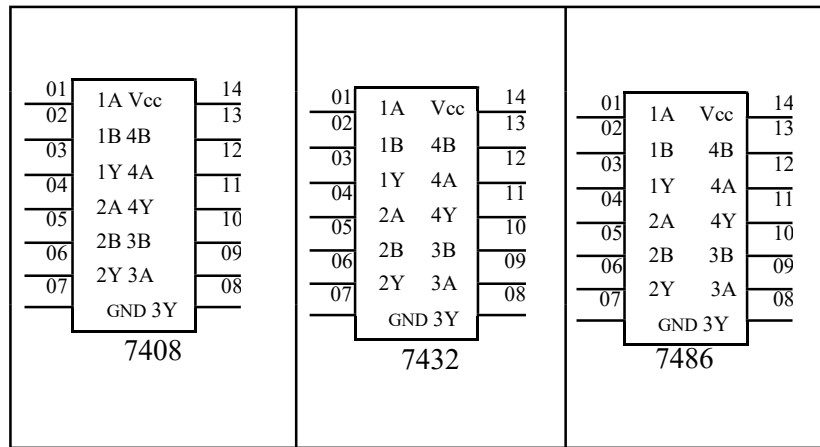 01 1A Vcc 14
02 1B 4B 13
03 1Y 4A 12
04 2A 4Y 11
05 2B 3B 10
06 2Y 3A 09
07 GND 3Y 08
7408
01 1A Vcc 14
02 1B 4B 13
03 1Y 4A 12
04 2A 4Y 11
05 2B 3B 10
06 2Y 3A 09
07 GND 3Y 08
7432
01 1A Vcc 14
02 1B 4B 13
03 1Y 4A 12
04 2A 4Y 11
05 2B 3B 10
06 2Y 3A 09
07 GND 3Y 08
7486